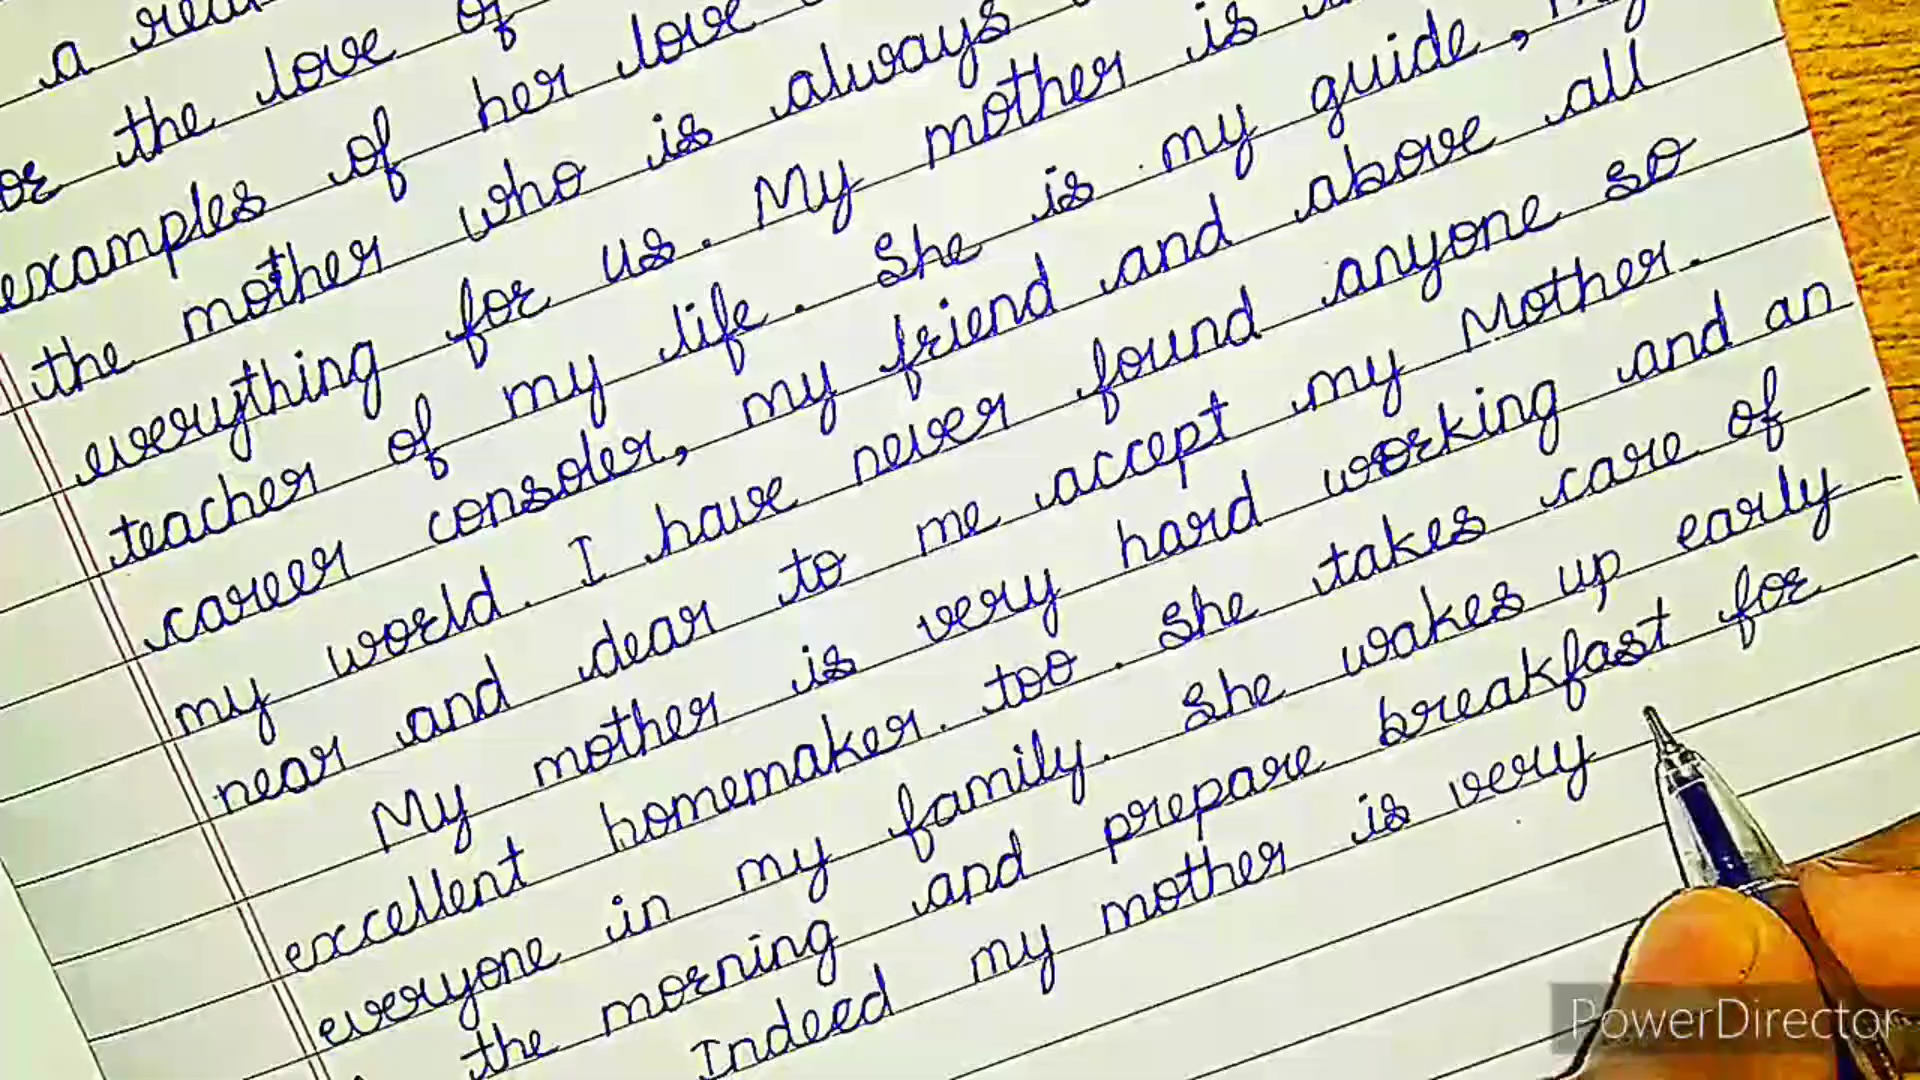 a
or the love of
examples of her love
the mother who is always
everything for us. My mother is
teacher of my life. She is my guide,
career consoler, my friend and above all
my world. I have never found anyone so
near and dear to me accept my Mother.
My mother is very hard working and an
excellent homemaker. too. She takes care of
everyone in my family. She wakes up early
the morning and prepare breakfast for
Indeed my mother is very
PowerDirector